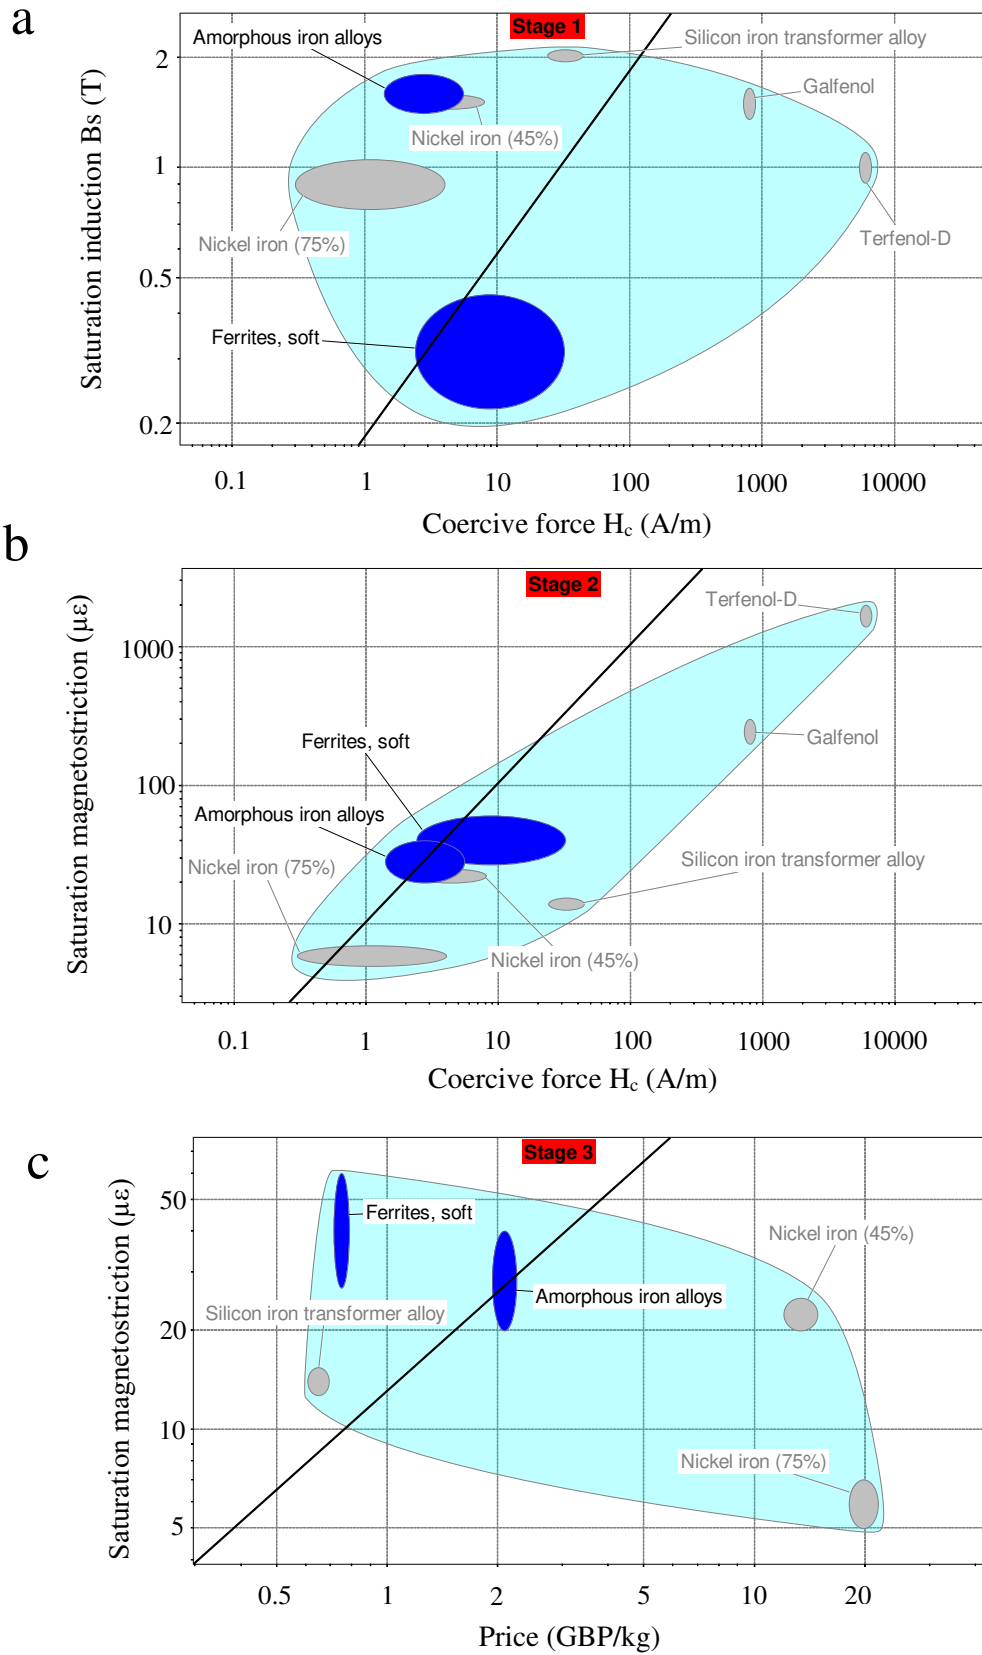 a
Stage 1
Amorphous iron alloys
Silicon iron transformer alloy
Galfenol
Nickel iron (45%)
Nickel iron (75%)
Terfenol-D
Ferrites, soft
Saturation induction Bs (T)
2
1
0.5
0.2
0.1
1
10
100
1000
10000
Coercive force Hc (A/m)
b
Stage 2
Terfenol-D
Ferrites, soft
Galfenol
Amorphous iron alloys
Nickel iron (75%)
Silicon iron transformer alloy
Nickel iron (45%)
Saturation magnetostriction (με)
1000
100
10
0.1
1
10
100
1000
10000
Coercive force Hc (A/m)
c
Stage 3
Ferrites, soft
Nickel iron (45%)
Amorphous iron alloys
Silicon iron transformer alloy
Nickel iron (75%)
Saturation magnetostriction (με)
50
20
10
5
0.5
1
2
5
10
20
Price (GBP/kg)